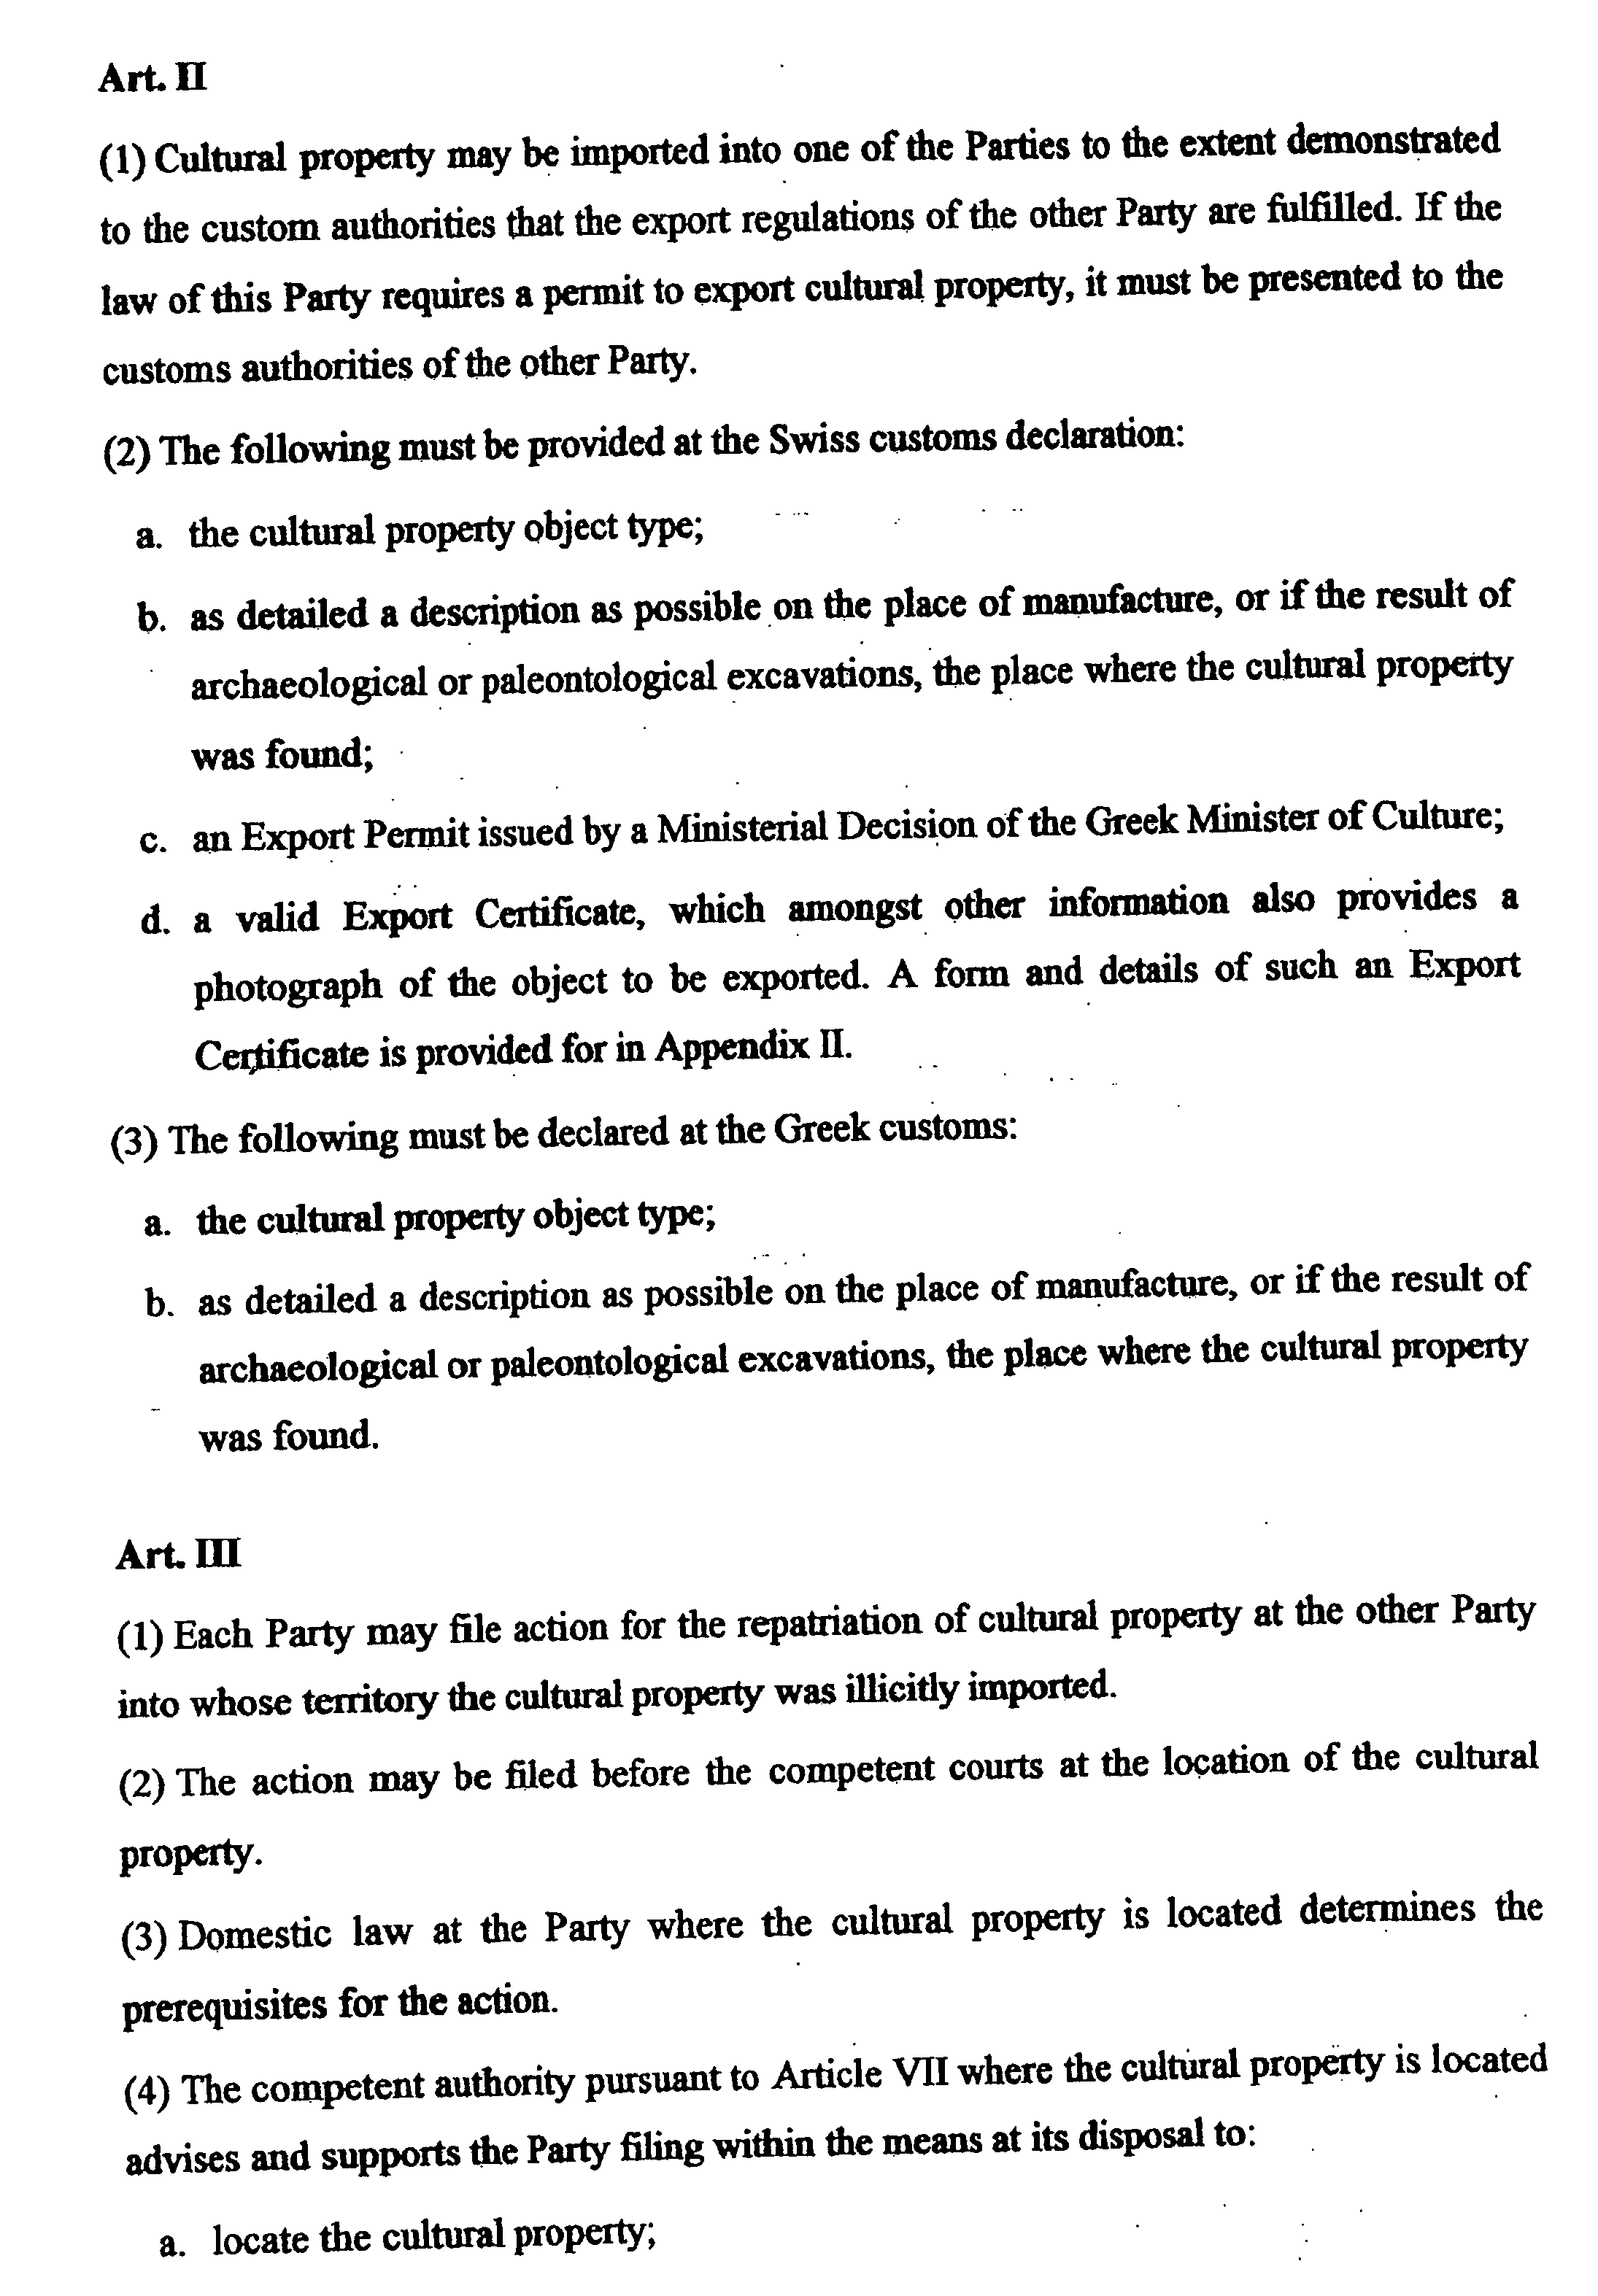 Art. II
(1) Cultural property may be imported into one of the Parties to the extent demonstrated
to the custom authorities that the export regulations of the other Party are fulfilled. If the
law of this Party requires a permit to export cultural property, it must be presented to the
customs authorities of the other Party.
(2) The following must be provided at the Swiss customs declaration:
a. the cultural property object type;
b. as detailed a description as possible on the place of manufacture, or if the result of
archaeological or paleontological excavations, the place where the cultural property
was found;
c. an Export Permit issued by a Ministerial Decision of the Greek Minister of Culture;
d. a valid Export Certificate, which amongst other information also provides a
photograph of the object to be exported. A form and details of such an Export
Certificate is provided for in Appendix II.
(3) The following must be declared at the Greek customs:
a. the cultural property object type;
b. as detailed a description as possible on the place of manufacture, or if the result of
archaeological or paleontological excavations, the place where the cultural property
was found.
Art. III
(1) Each Party may file action for the repatriation of cultural property at the other Party
into whose territory the cultural property was illicitly imported.
(2) The action may be filed before the competent courts at the location of the cultural
property.
(3) Domestic law at the Party where the cultural property is located determines the
prerequisites for the action.
(4) The competent authority pursuant to Article VII where the cultural property is located
advises and supports the Party filing within the means at its disposal to:
a. locate the cultural property;